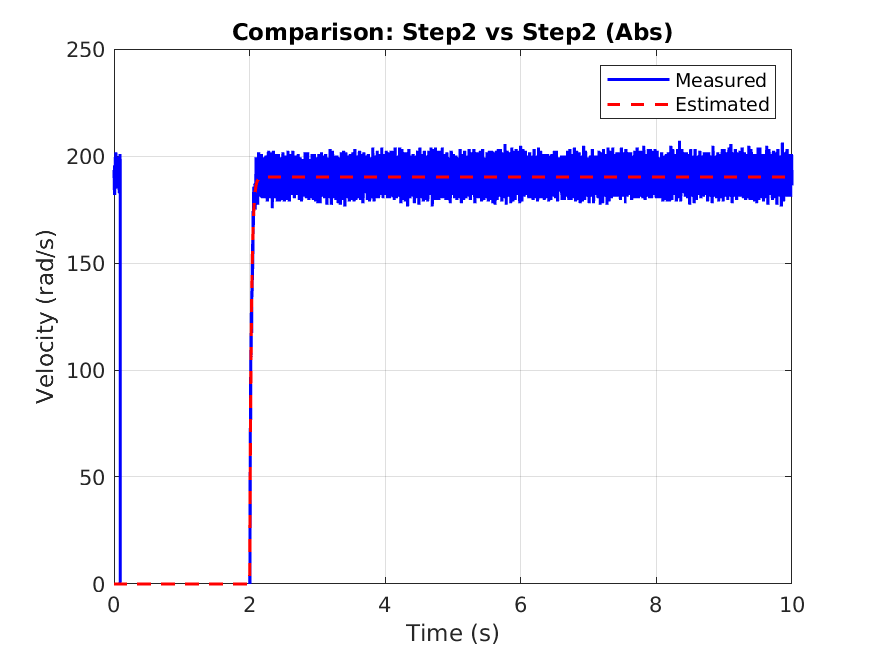 Comparison: Step2 vs Step2 (Abs)
Measured
Estimated
Velocity (rad/s)
250
200
150
100
50
0
0 2 4 6 8 10
Time (s)